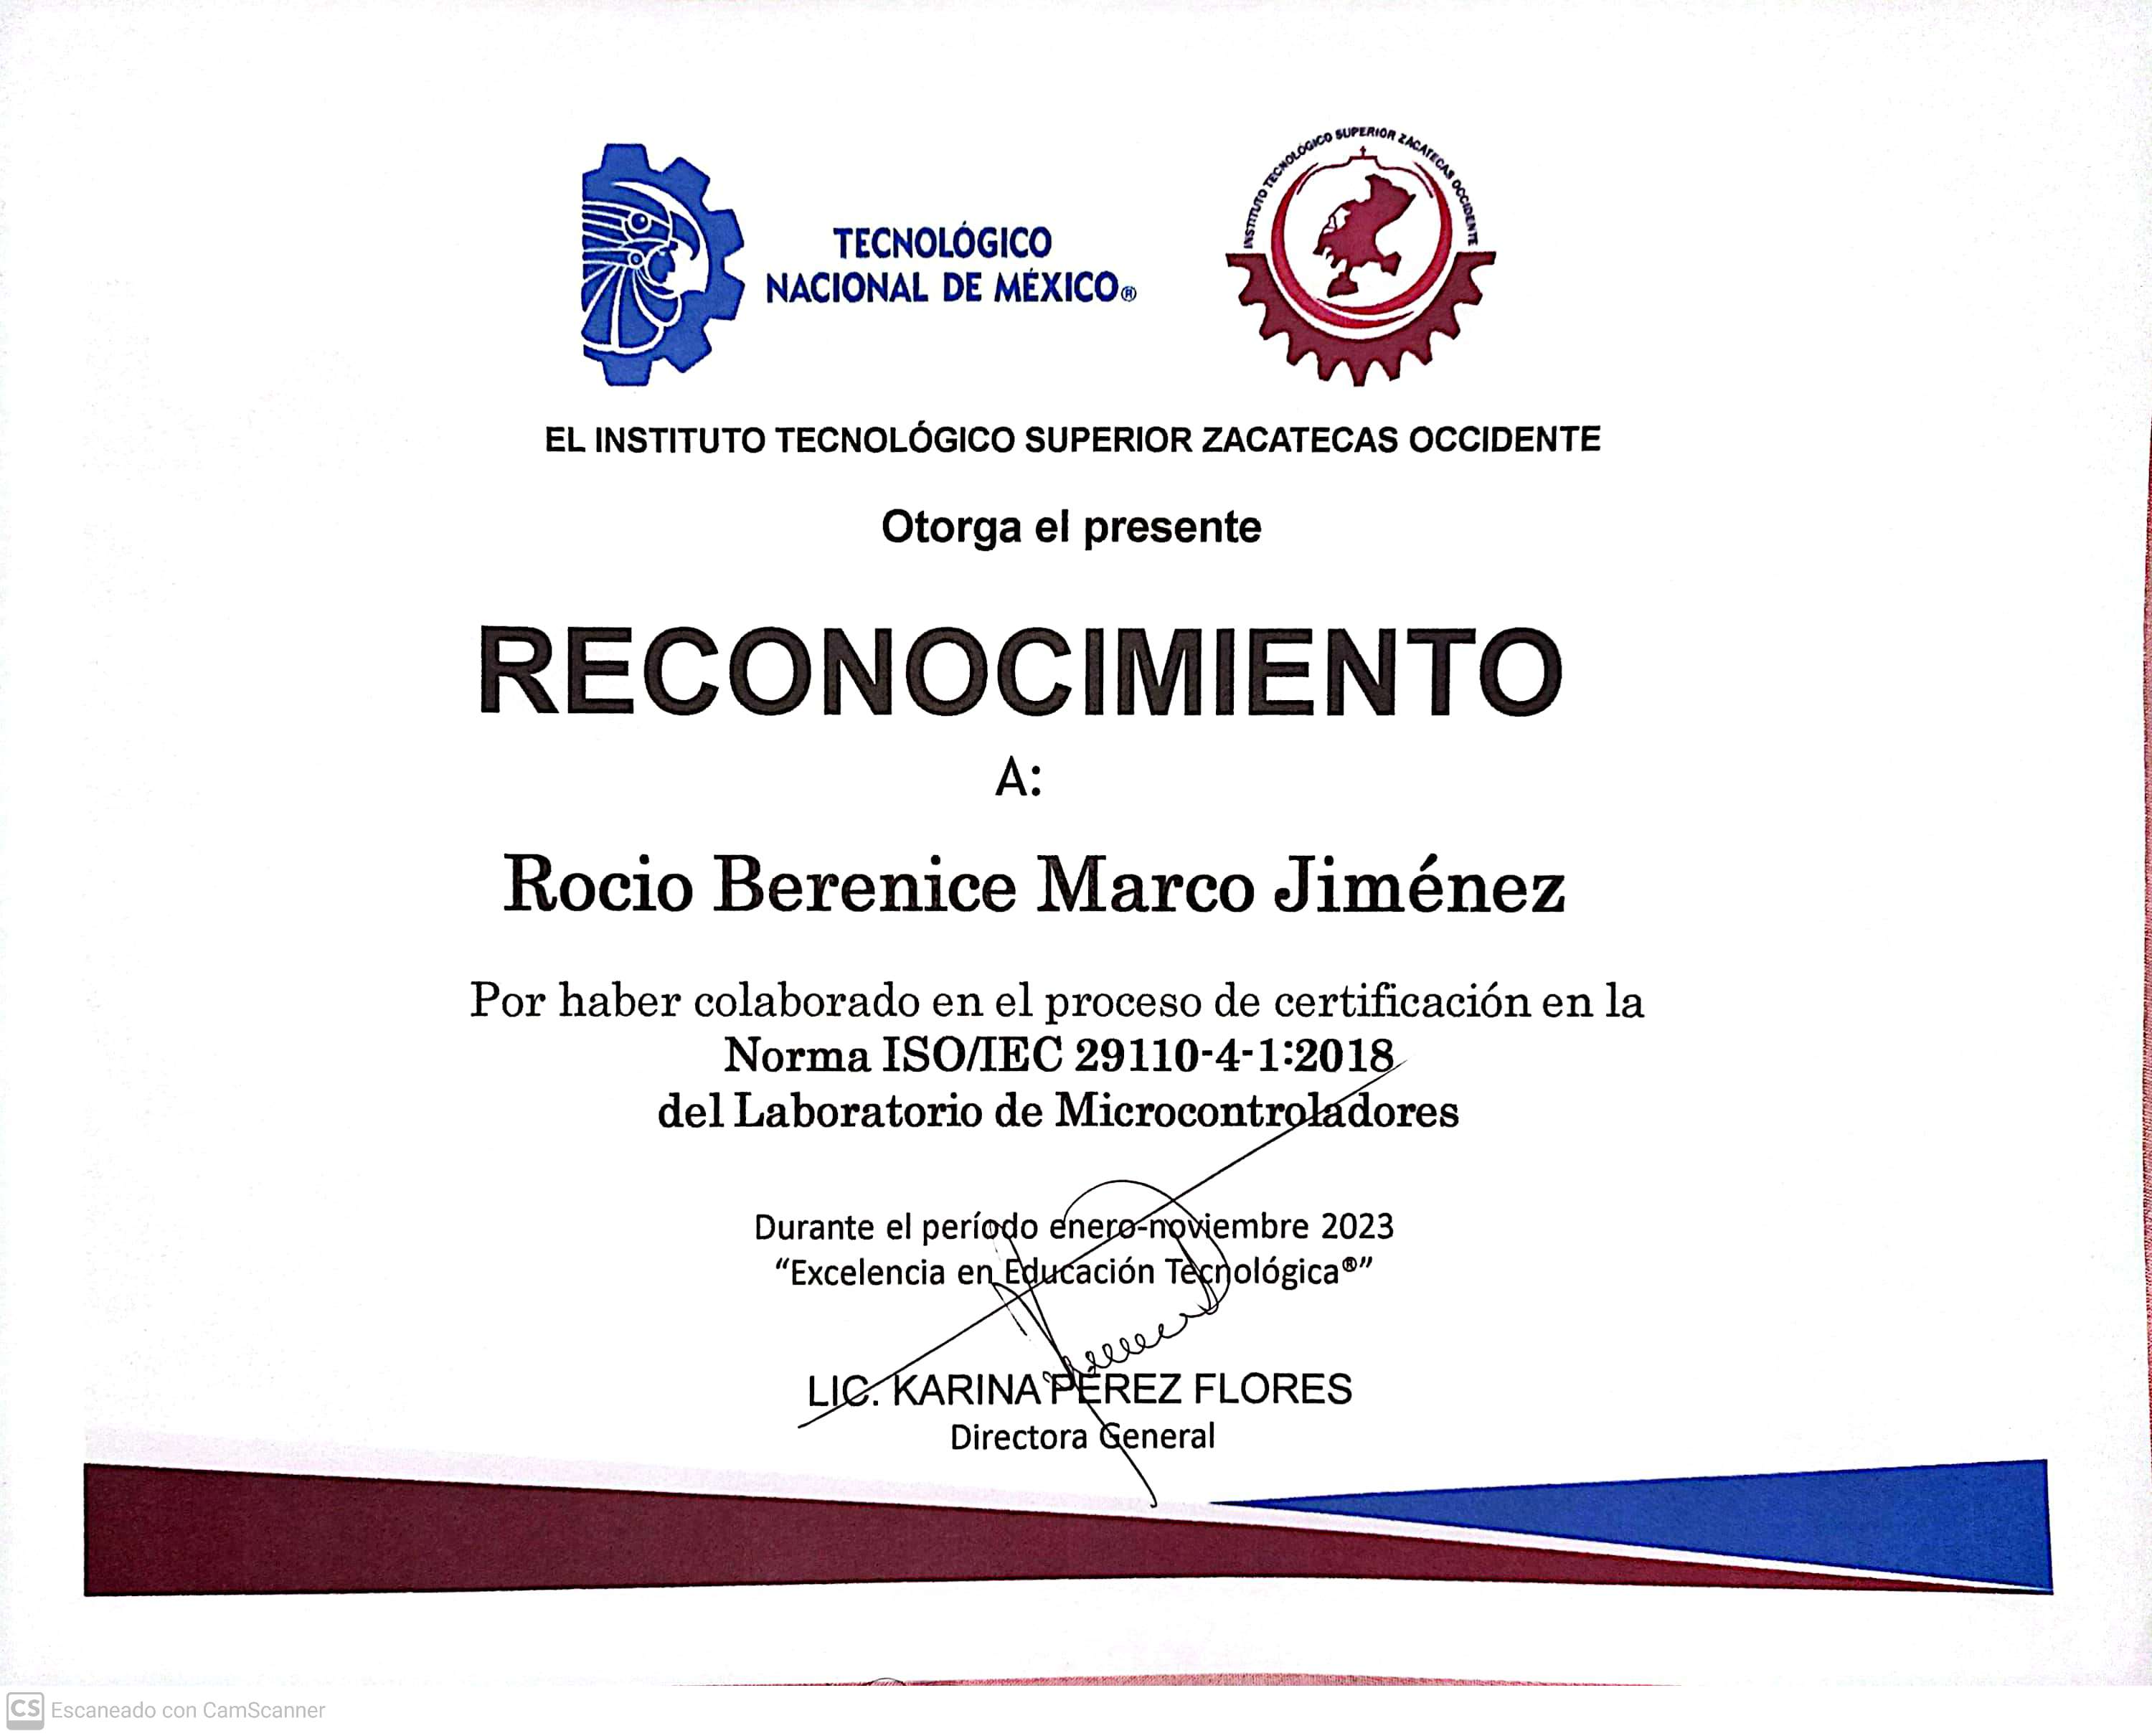 INSTITUTO TECNOLÓGICO SUPERIOR ZACATECAS OCCIDENTE
TECNOLÓGICO
NACIONAL DE MÉXICO®
EL INSTITUTO TECNOLÓGICO SUPERIOR ZACATECAS OCCIDENTE
Otorga el presente
RECONOCIMIENTO
A:
Rocio Berenice Marco Jiménez
Por haber colaborado en el proceso de certificación en la
Norma ISO/IEC 29110-4-1:2018
del Laboratorio de Microcontroladores
Durante el período enero-noviembre 2023
“Excelencia en Educación Tecnológica®”
LIC. KARINA PÉREZ FLORES
Directora General
CS Escaneado con CamScanner